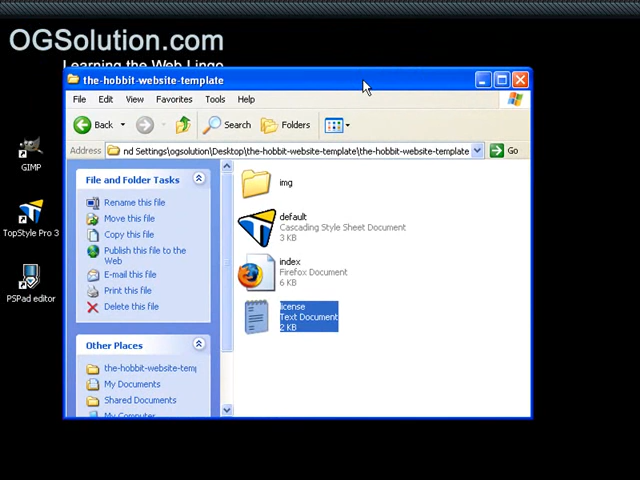 OGSolution.com
Learning the Web Lingo
the-hobbit-website-template
File Edit View Favorites Tools Help
Back Search Folders
Address nd Settings\ogsolution\Desktop\the-hobbit-website-template\the-hobbit-website-template Go
GIMP
TopStyle Pro 3
PSPad editor
File and Folder Tasks
Rename this file
Move this file
Copy this file
Publish this file to the
Web
E-mail this file
Print this file
Delete this file
Other Places
the-hobbit-website-temp
My Documents
Shared Documents
My Computer
img
default
Cascading Style Sheet Document
3 KB
index
Firefox Document
6 KB
license
Text Document
2 KB